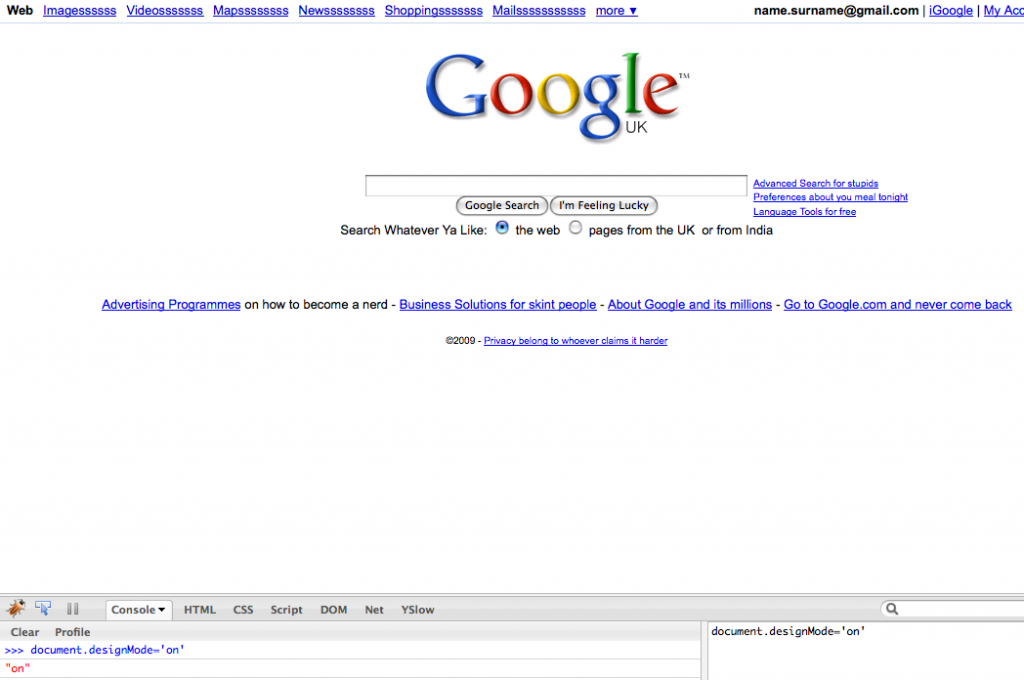 Web Imagessssss Videosssssss Mapssssssss Newssssssss Shoppingsssssss Mailsssssssssss more ▼ name.surname@gmail.com | iGoogle | My Acc
Google™
UK
Advanced Search for stupids
Preferences about you meal tonight
Language Tools for free
Google Search I'm Feeling Lucky
Search Whatever Ya Like: the web pages from the UK or from India
Advertising Programmes on how to become a nerd - Business Solutions for skint people - About Google and its millions - Go to Google.com and never come back
©2009 - Privacy belong to whoever claims it harder
Console ▾ HTML CSS Script DOM Net YSlow
Clear Profile
>>> document.designMode='on'
"on"
document.designMode='on'